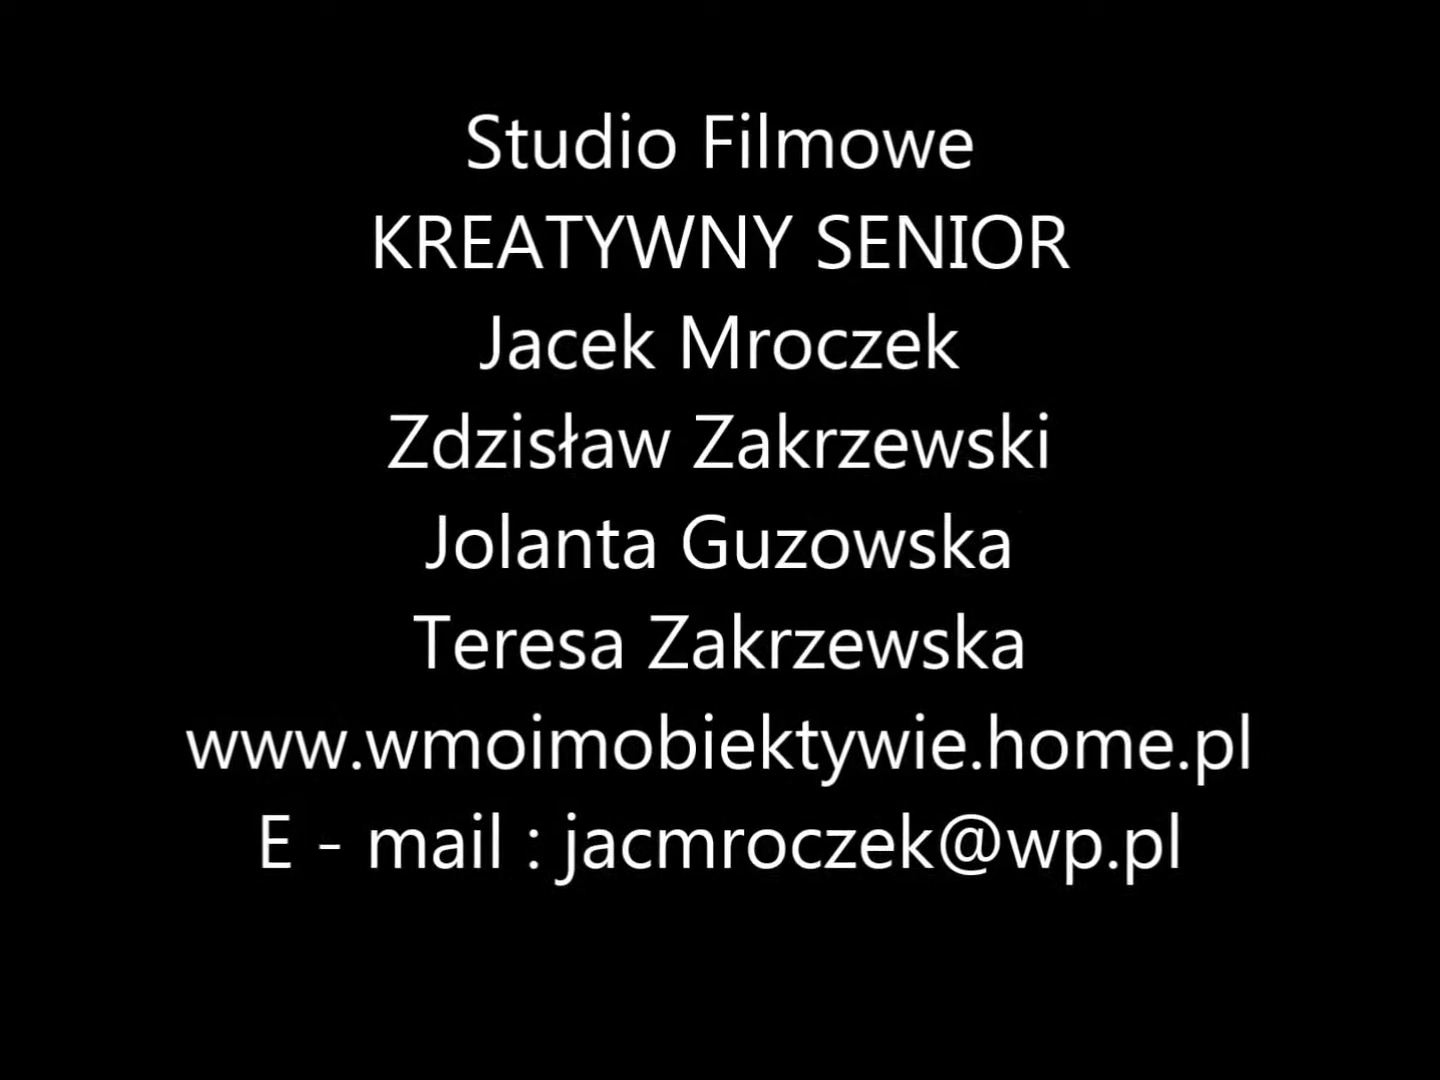 Studio Filmowe
KREATYWNY SENIOR
Jacek Mroczek
Zdzisław Zakrzewski
Jolanta Guzowska
Teresa Zakrzewska
www.wmoimobiektywie.home.pl
E - mail : jacmroczek@wp.pl